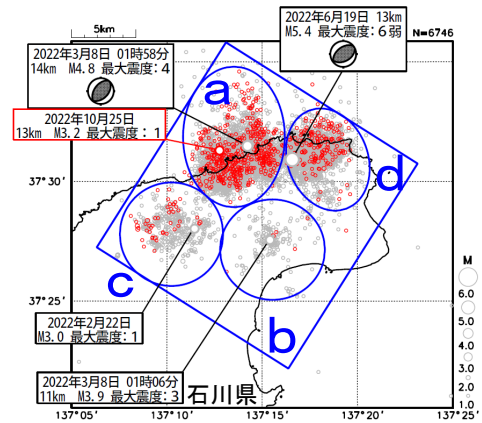 5km
2022年6月19日 13km
M5.4 最大震度:6弱
N=6746
2022年3月8日 01時58分
14km M4.8 最大震度:4
2022年10月25日
13km M3.2 最大震度:1
a
d
37°30'
c
37°25'
b
2022年2月22日
M3.0 最大震度:1
2022年3月8日 01時06分
11km M3.9 最大震度:3
石川県
M
6.0
5.0
4.0
3.0
2.0
1.0
137°05'
137°10'
137°15'
137°20'
137°25'